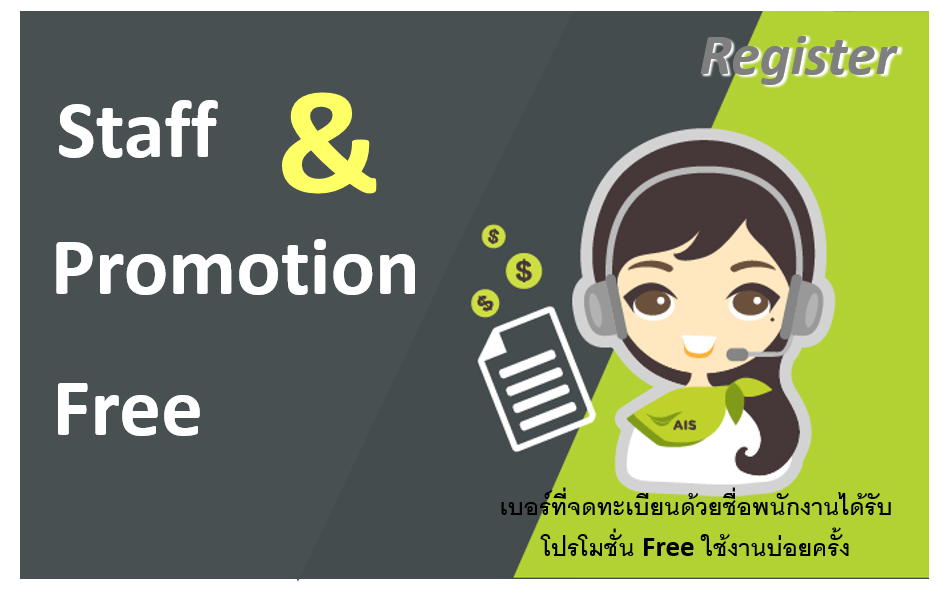 Register
Staff &
Promotion
Free
$
$
$
AIS
เบอร์ที่จดทะเบียนด้วยชื่อพนักงานได้รับ
โปรโมชั่น Free ใช้งานบ่อยครั้ง